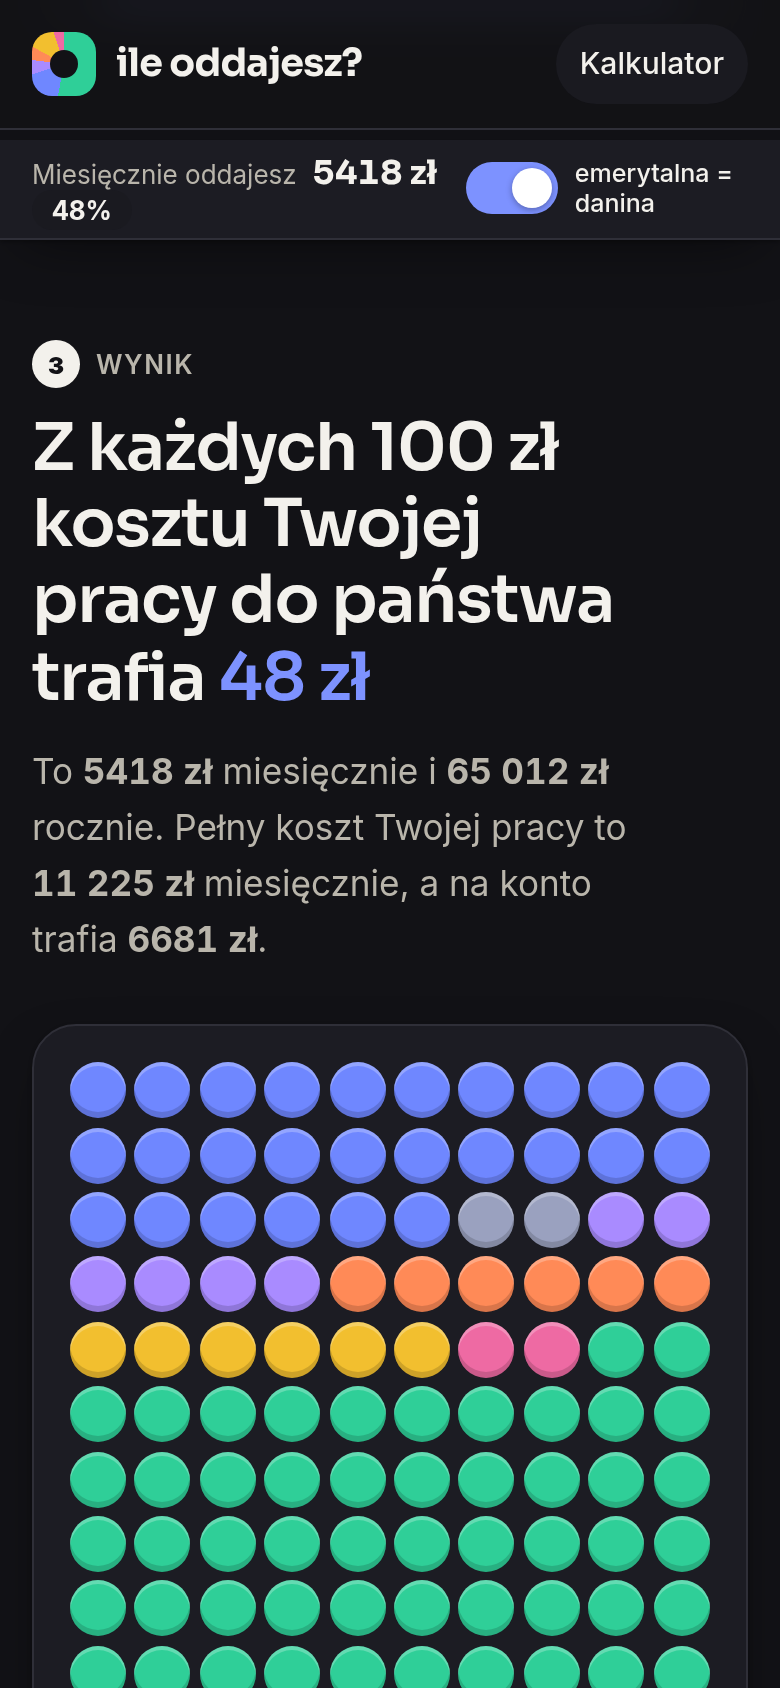 ile oddajesz?
Kalkulator
Miesięcznie oddajesz 5418 zł
48%
emerytalna =
danina
3 WYNIK
Z każdych 100 zł
kosztu Twojej
pracy do państwa
trafia 48 zł
To 5418 zł miesięcznie i 65 012 zł
rocznie. Pełny koszt Twojej pracy to
11 225 zł miesięcznie, a na konto
trafia 6681 zł.